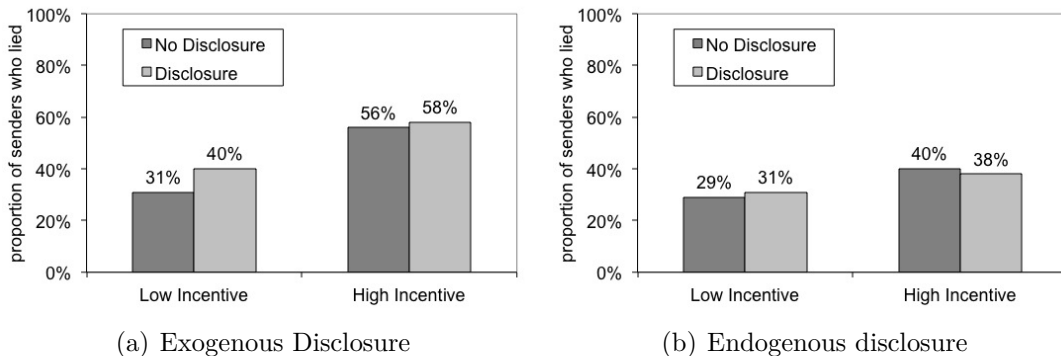 proportion of senders who lied
100%
80%
60%
40%
20%
0%
No Disclosure
Disclosure
31%
40%
56%
58%
Low Incentive
High Incentive
(a) Exogenous Disclosure
proportion of senders who lied
100%
80%
60%
40%
20%
0%
No Disclosure
Disclosure
29%
31%
40%
38%
Low Incentive
High Incentive
(b) Endogenous disclosure